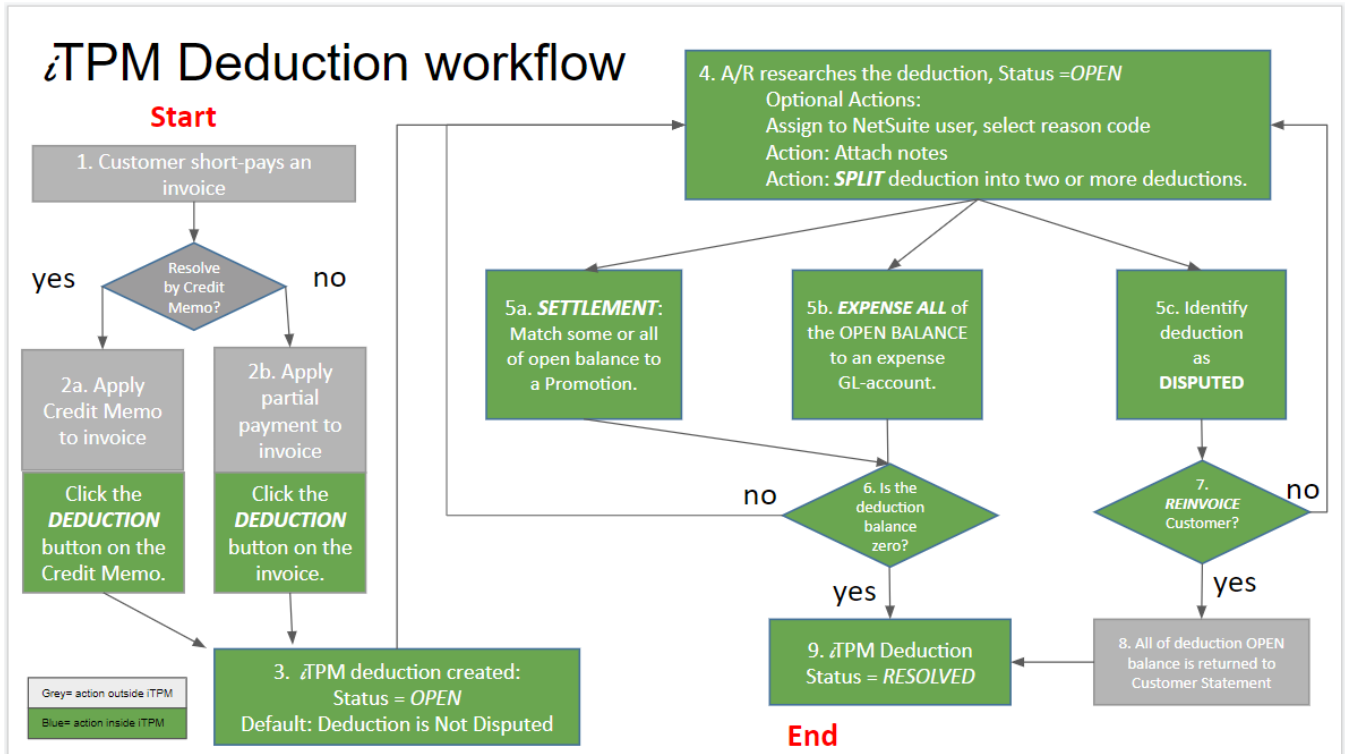 iTPM Deduction workflow
Start
1. Customer short-pays an
invoice
yes
Resolve
by Credit
Memo?
no
2a. Apply
Credit Memo
to invoice
Click the
DEDUCTION
button on the
Credit Memo.
2b. Apply
partial
payment to
invoice
Click the
DEDUCTION
button on the
invoice.
3. iTPM deduction created:
Status = OPEN
Default: Deduction is Not Disputed
Grey= action outside iTPM
Blue= action inside iTPM
4. A/R researches the deduction, Status =OPEN
Optional Actions:
Assign to NetSuite user, select reason code
Action: Attach notes
Action: SPLIT deduction into two or more deductions.
5a. SETTLEMENT:
Match some or all
of open balance to
a Promotion.
5b. EXPENSE ALL of
the OPEN BALANCE
to an expense
GL-account.
5c. Identify
deduction
as
DISPUTED
no
6. Is the
deduction
balance
zero?
yes
7.
REINVOICE
Customer?
no
yes
8. All of deduction OPEN
balance is returned to
Customer Statement
9. iTPM Deduction
Status = RESOLVED
End